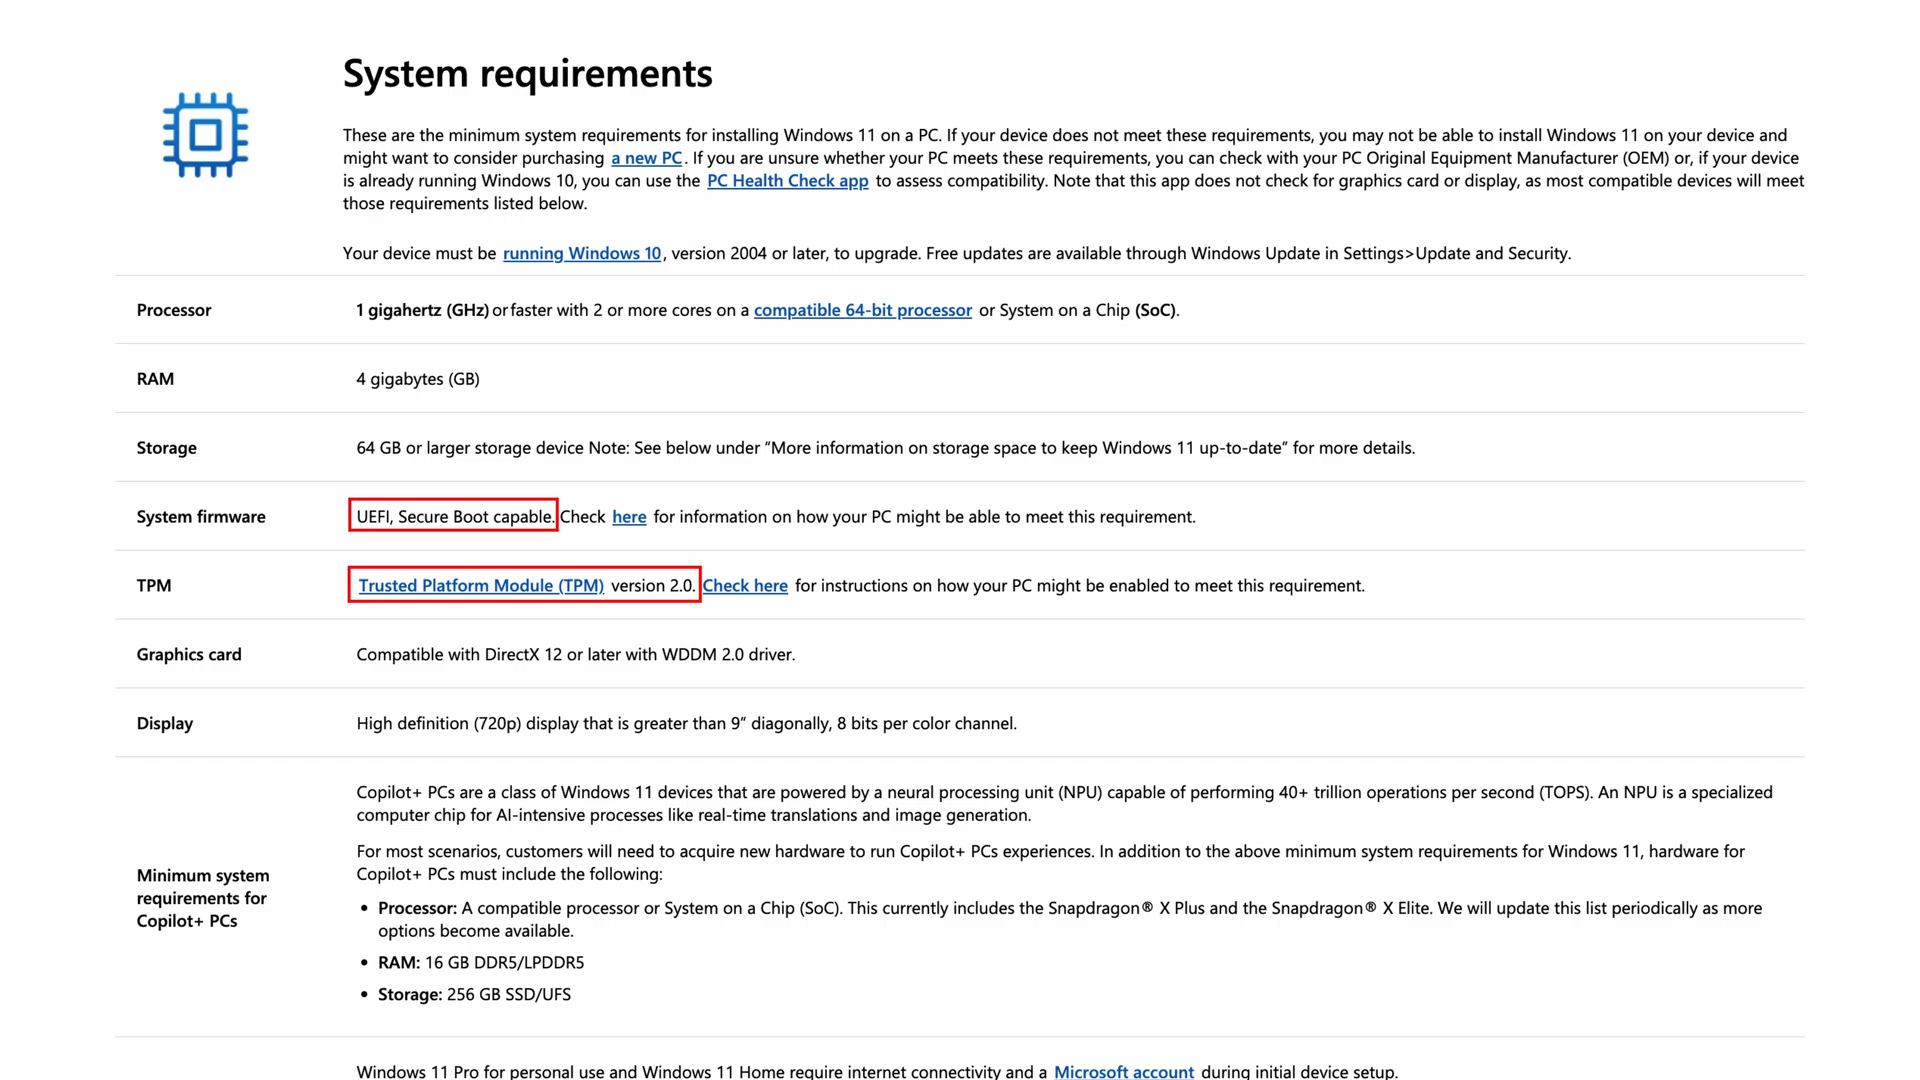 System requirements
These are the minimum system requirements for installing Windows 11 on a PC. If your device does not meet these requirements, you may not be able to install Windows 11 on your device and
might want to consider purchasing a new PC. If you are unsure whether your PC meets these requirements, you can check with your PC Original Equipment Manufacturer (OEM) or, if your device
is already running Windows 10, you can use the PC Health Check app to assess compatibility. Note that this app does not check for graphics card or display, as most compatible devices will meet
those requirements listed below.
Your device must be running Windows 10, version 2004 or later, to upgrade. Free updates are available through Windows Update in Settings>Update and Security.
Processor
1 gigahertz (GHz) or faster with 2 or more cores on a compatible 64-bit processor or System on a Chip (SoC).
RAM
4 gigabytes (GB)
Storage
64 GB or larger storage device Note: See below under “More information on storage space to keep Windows 11 up-to-date” for more details.
System firmware
UEFI, Secure Boot capable. Check here for information on how your PC might be able to meet this requirement.
TPM
Trusted Platform Module (TPM) version 2.0. Check here for instructions on how your PC might be enabled to meet this requirement.
Graphics card
Compatible with DirectX 12 or later with WDDM 2.0 driver.
Display
High definition (720p) display that is greater than 9” diagonally, 8 bits per color channel.
Minimum system
requirements for
Copilot+ PCs
Copilot+ PCs are a class of Windows 11 devices that are powered by a neural processing unit (NPU) capable of performing 40+ trillion operations per second (TOPS). An NPU is a specialized
computer chip for AI-intensive processes like real-time translations and image generation.
For most scenarios, customers will need to acquire new hardware to run Copilot+ PCs experiences. In addition to the above minimum system requirements for Windows 11, hardware for
Copilot+ PCs must include the following:
• Processor: A compatible processor or System on a Chip (SoC). This currently includes the Snapdragon® X Plus and the Snapdragon® X Elite. We will update this list periodically as more
options become available.
• RAM: 16 GB DDR5/LPDDR5
• Storage: 256 GB SSD/UFS
Windows 11 Pro for personal use and Windows 11 Home require internet connectivity and a Microsoft account during initial device setup.